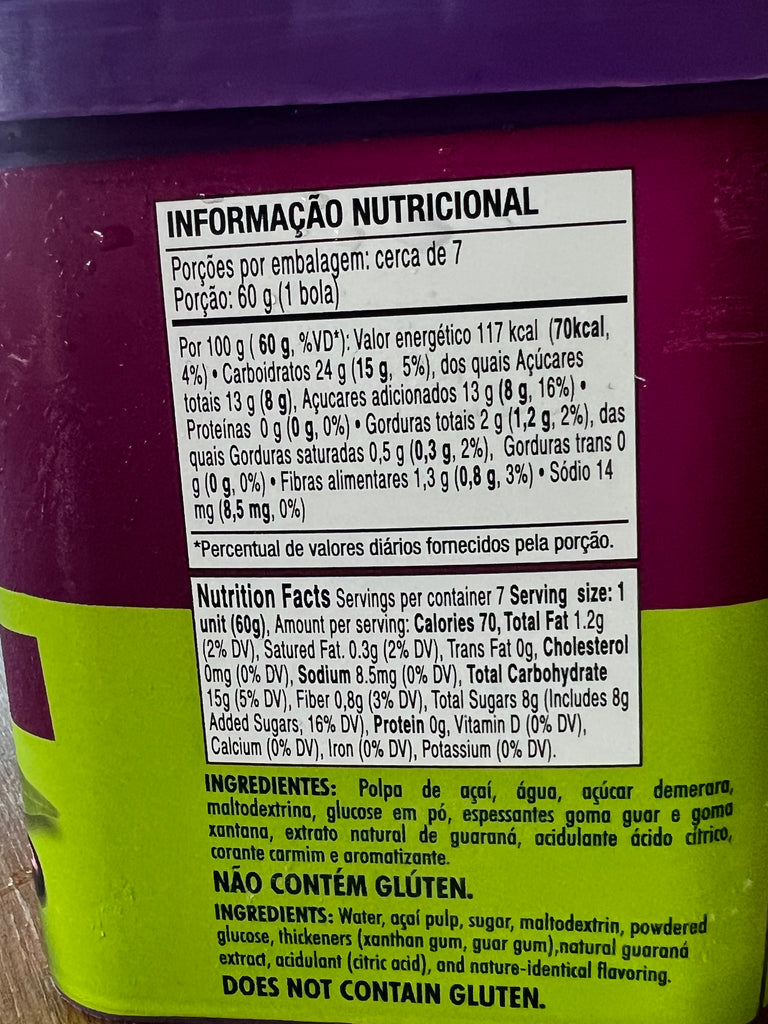 INFORMAÇÃO NUTRICIONAL
Porções por embalagem: cerca de 7
Porção: 60 g (1 bola)
Por 100 g ( 60 g, %VD*): Valor energético 117 kcal (70kcal,
4%) • Carboidratos 24 g (15 g, 5%), dos quais Açúcares
totais 13 g (8 g), Açucares adicionados 13 g (8 g, 16%) •
Proteínas 0 g (0 g, 0%) • Gorduras totais 2 g (1,2 g, 2%), das
quais Gorduras saturadas 0,5 g (0,3 g, 2%), Gorduras trans 0
g (0 g, 0%) • Fibras alimentares 1,3 g (0,8 g, 3%) • Sódio 14
mg (8,5 mg, 0%)
*Percentual de valores diários fornecidos pela porção.
Nutrition Facts Servings per container 7 Serving size: 1
unit (60g), Amount per serving: Calories 70, Total Fat 1.2g
(2% DV), Satured Fat. 0.3g (2% DV), Trans Fat 0g, Cholesterol
0mg (0% DV), Sodium 8.5mg (0% DV), Total Carbohydrate
15g (5% DV), Fiber 0,8g (3% DV), Total Sugars 8g (Includes 8g
Added Sugars, 16% DV), Protein 0g, Vitamin D (0% DV),
Calcium (0% DV), Iron (0% DV), Potassium (0% DV).
INGREDIENTES: Polpa de açaí, água, açúcar demerara,
maltodextrina, glucose em pó, espessantes goma guar e goma
xantana, extrato natural de guaraná, acidulante ácido cítrico,
corante carmim e aromatizante.
NÃO CONTÉM GLÚTEN.
INGREDIENTS: Water, açaí pulp, sugar, maltodextrin, powdered
glucose, thickeners (xanthan gum, guar gum),natural guaraná
extract, acidulant (citric acid), and nature-identical flavoring.
DOES NOT CONTAIN GLUTEN.